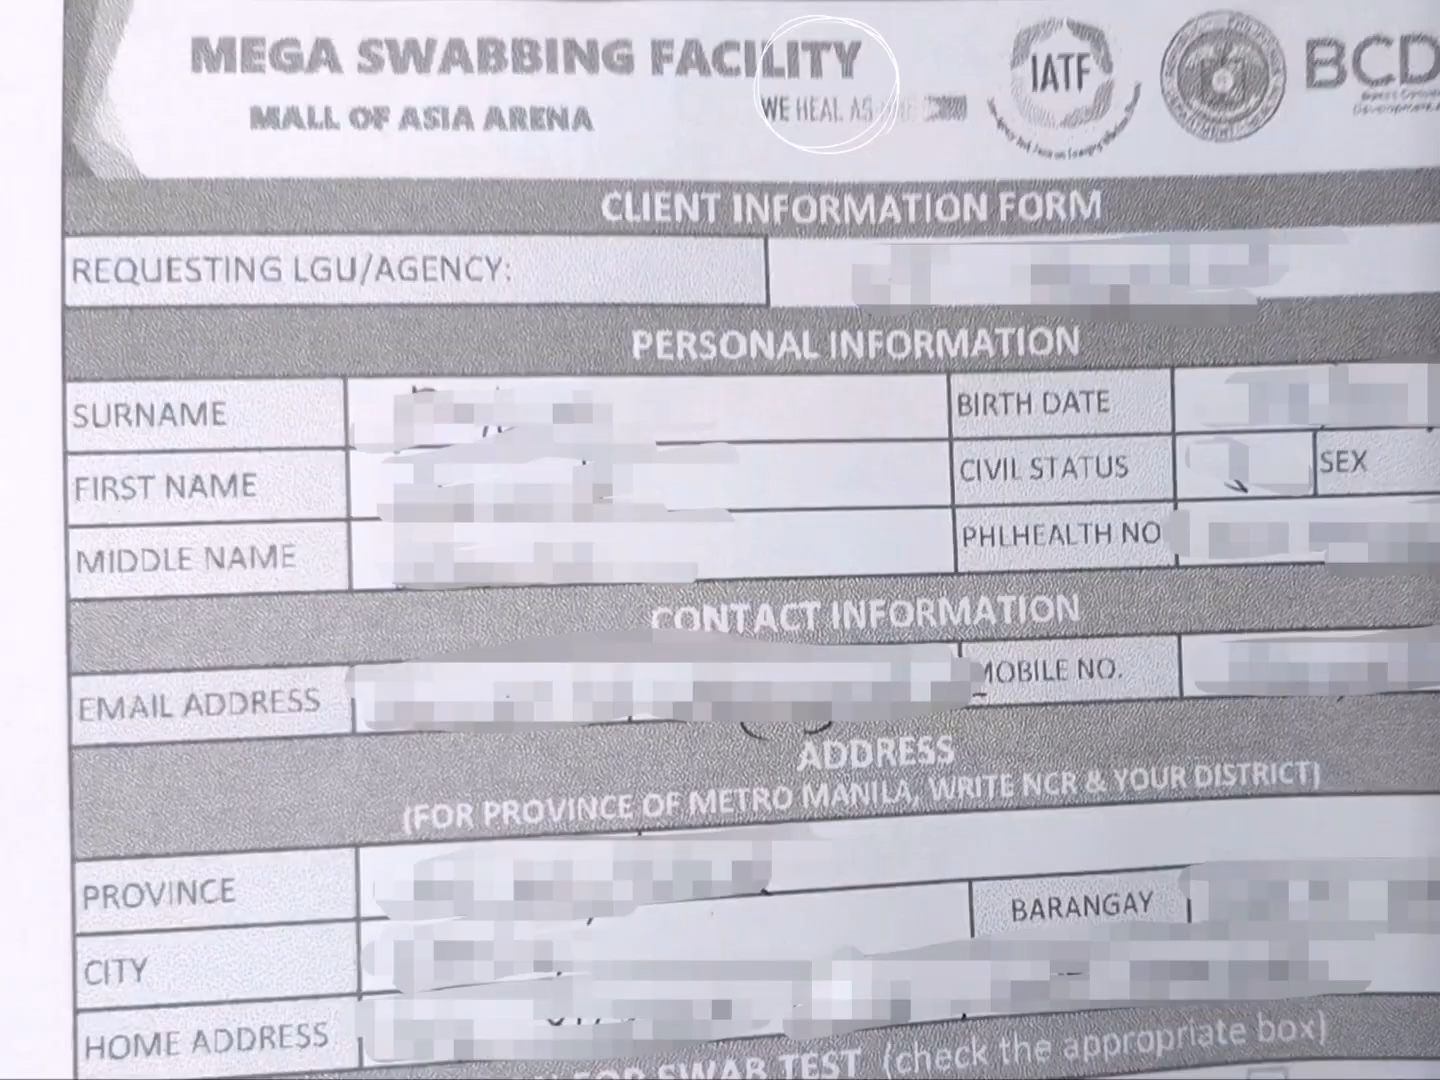 MEGA SWABBING FACILITY
MALL OF ASIA ARENA
WE HEAL AS
IATF
BCD
CLIENT INFORMATION FORM
REQUESTING LGU/AGENCY:
PERSONAL INFORMATION
SURNAME
BIRTH DATE
FIRST NAME
CIVIL STATUS
SEX
MIDDLE NAME
PHLHEALTH NO
CONTACT INFORMATION
EMAIL ADDRESS
MOBILE NO.
ADDRESS
(FOR PROVINCE OF METRO MANILA, WRITE NCR & YOUR DISTRICT)
PROVINCE
BARANGAY
CITY
HOME ADDRESS
FOR SWAB TEST (check the appropriate box)